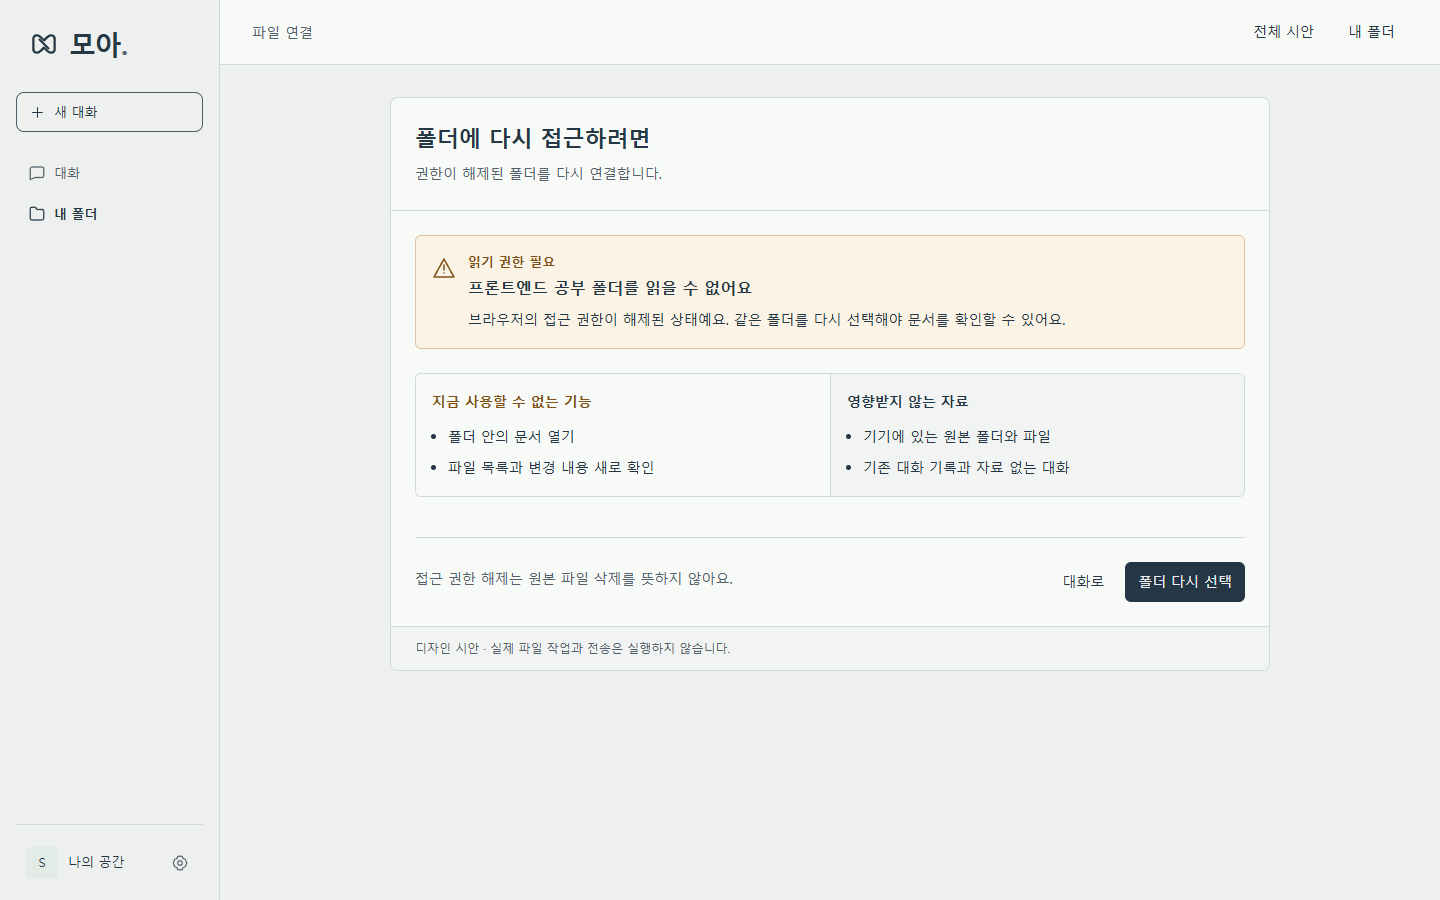 모아.
새 대화
대화
내 폴더
S 나의 공간
파일 연결
전체 시안 내 폴더
폴더에 다시 접근하려면
권한이 해제된 폴더를 다시 연결합니다.
읽기 권한 필요
프론트엔드 공부 폴더를 읽을 수 없어요
브라우저의 접근 권한이 해제된 상태예요. 같은 폴더를 다시 선택해야 문서를 확인할 수 있어요.
지금 사용할 수 없는 기능
폴더 안의 문서 열기
파일 목록과 변경 내용 새로 확인
영향받지 않는 자료
기기에 있는 원본 폴더와 파일
기존 대화 기록과 자료 없는 대화
접근 권한 해제는 원본 파일 삭제를 뜻하지 않아요.
대화로 폴더 다시 선택
디자인 시안 · 실제 파일 작업과 전송은 실행하지 않습니다.